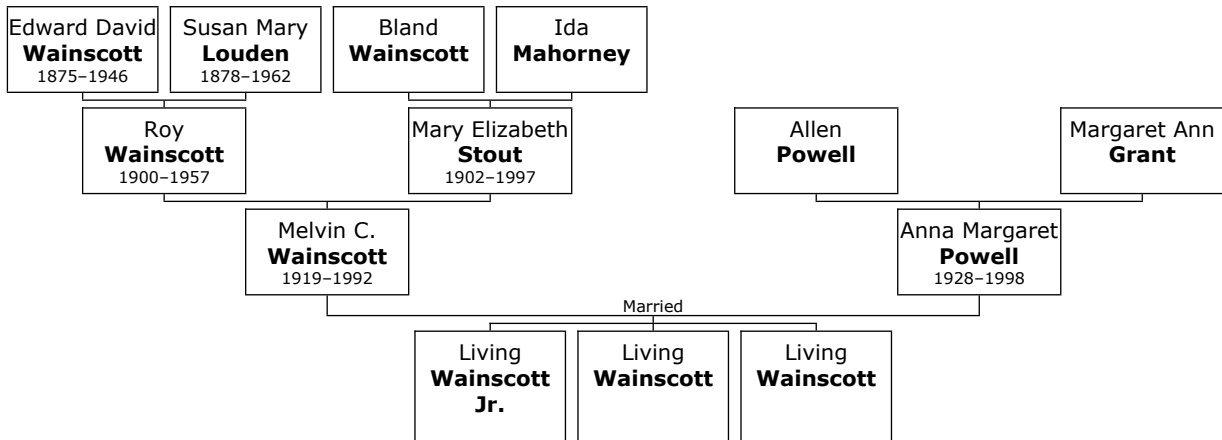 Edward David
Wainscott
1875–1946
Susan Mary
Louden
1878–1962
Bland
Wainscott
Ida
Mahorney
Roy
Wainscott
1900–1957
Mary Elizabeth
Stout
1902–1997
Allen
Powell
Margaret Ann
Grant
Melvin C.
Wainscott
1919–1992
Anna Margaret
Powell
1928–1998
Married
Living
Wainscott
Jr.
Living
Wainscott
Living
Wainscott